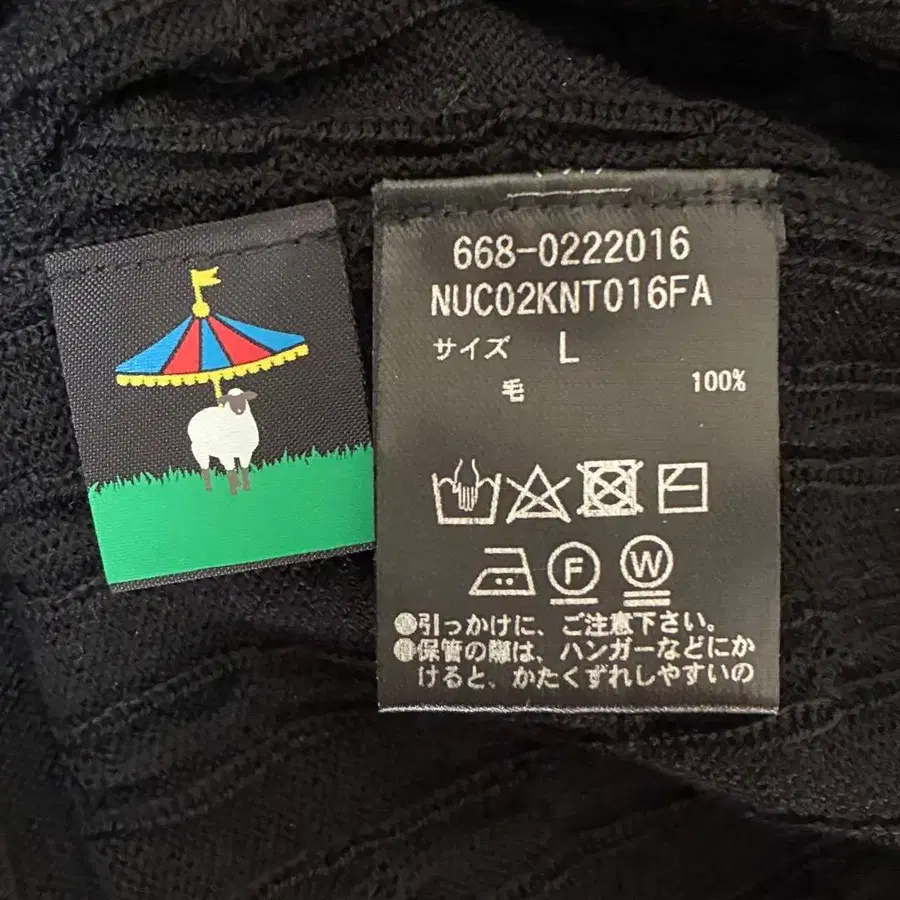 668-0222016
NUC02KNT016FA
サイズ L
毛 100%
F W
●引っかけに、ご注意下さい。
●保管の際は、ハンガーなどにか
けると、かたくずれしやすいの